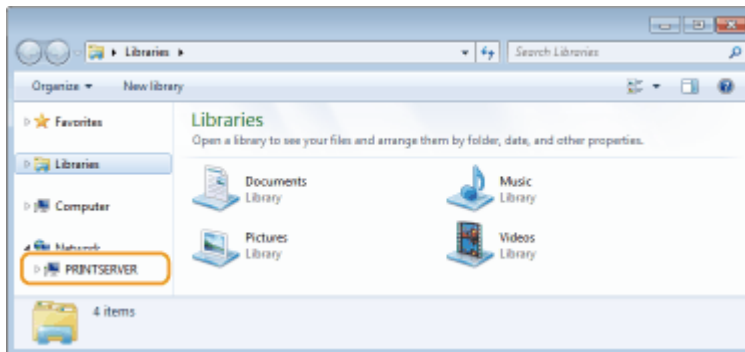 Libraries
Search Libraries
Organize
New library
Favorites
Libraries
Computer
Network
PRINTSERVER
Libraries
Open a library to see your files and arrange them by folder, date, and other properties.
Documents
Library
Music
Library
Pictures
Library
Videos
Library
4 items